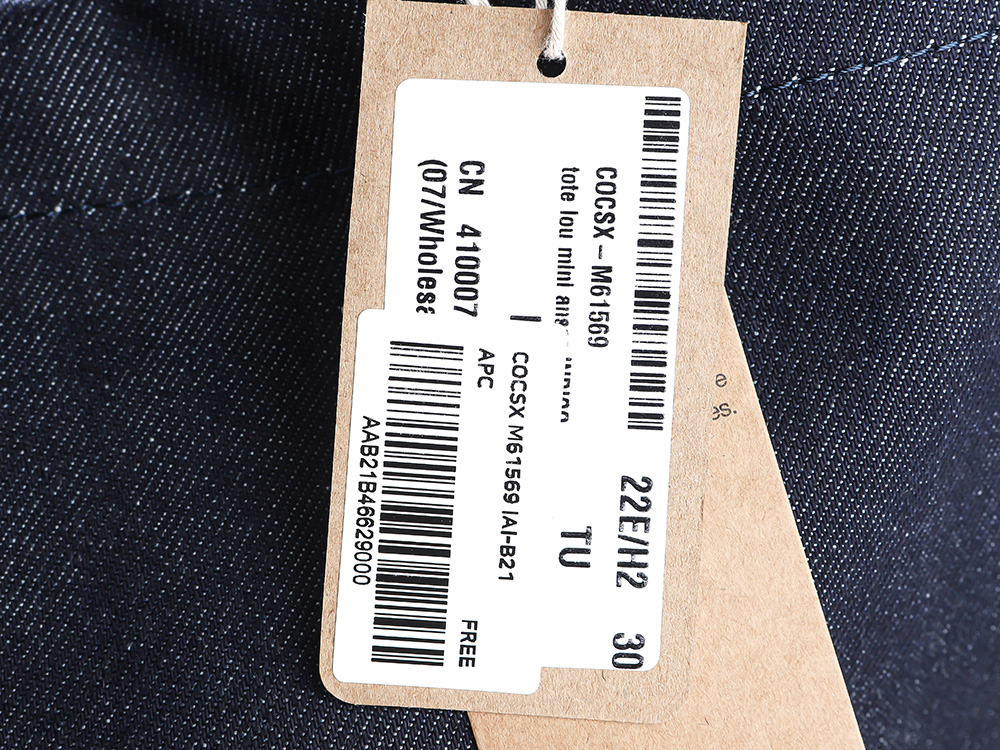 COCSX-M61569
tote lou mini
22E/H2 30
TU
CN 410007
(07/Wholes
COCSX M61569 IAI-B21
APC
FREE
AAB21B46629000